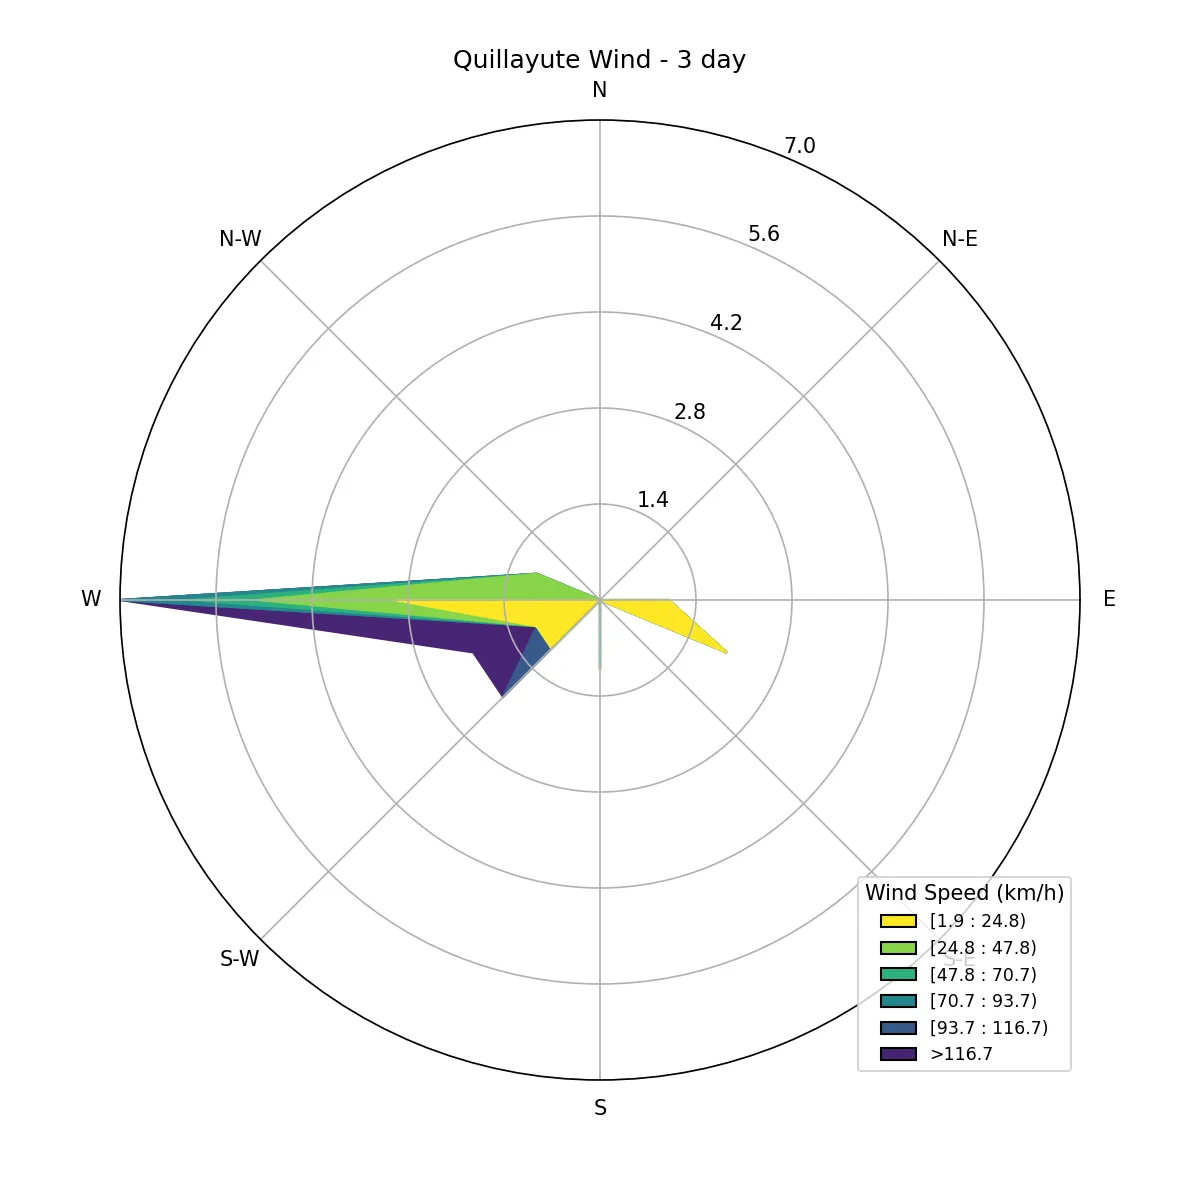 Quillayute Wind - 3 day
N
7.0
N-W
5.6
N-E
4.2
2.8
1.4
W
E
S-W
S-E
S
Wind Speed (km/h)
[1.9 : 24.8)
[24.8 : 47.8)
[47.8 : 70.7)
[70.7 : 93.7)
[93.7 : 116.7)
>116.7